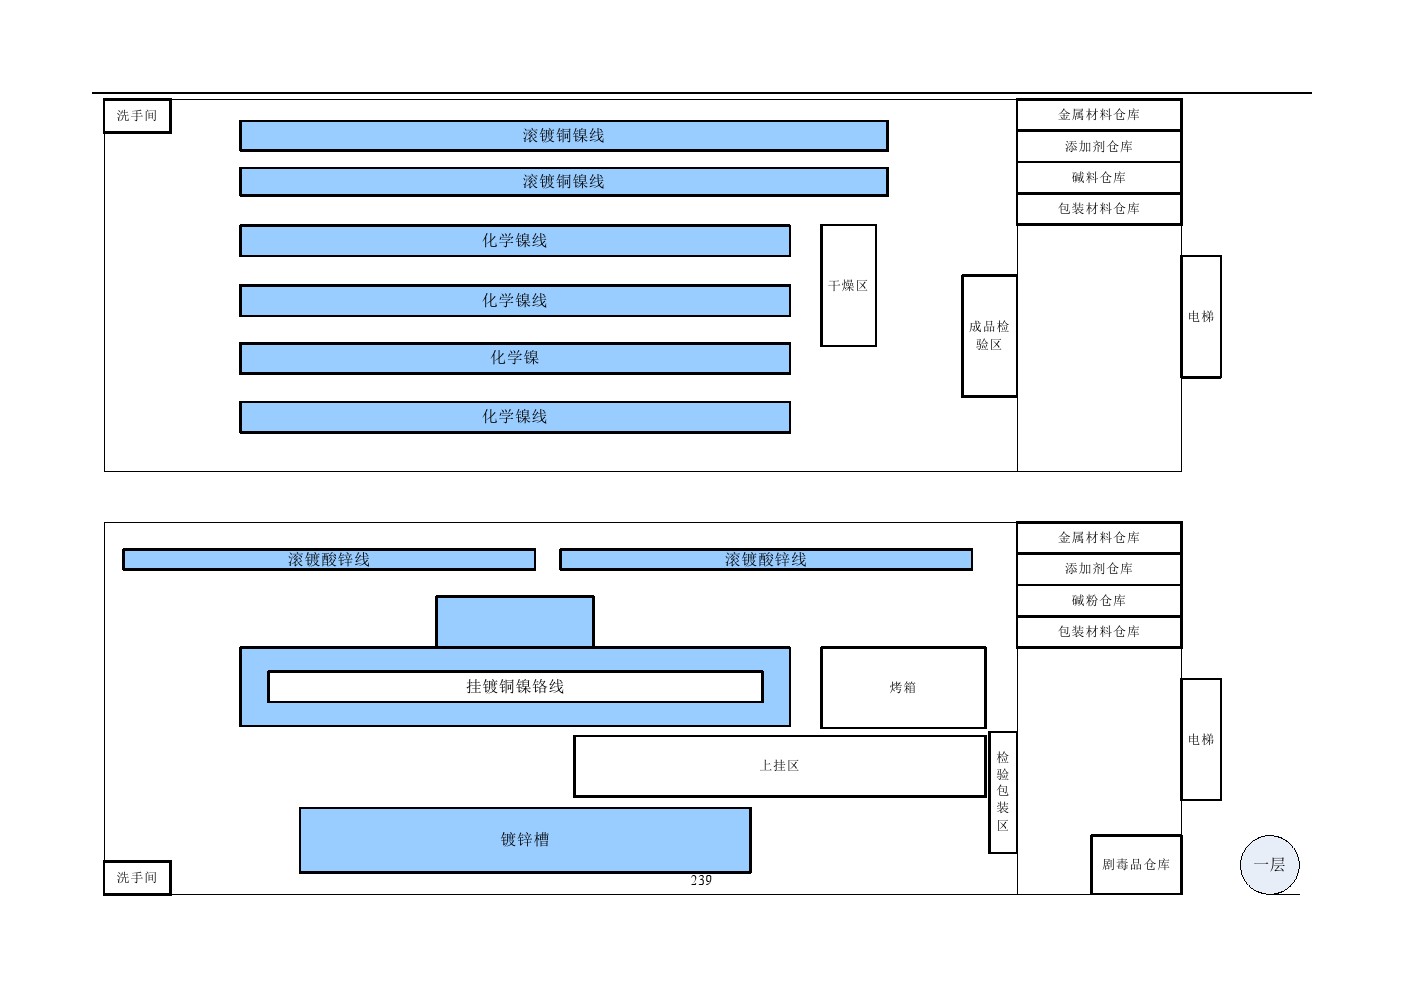 洗手间
滚镀铜镍线
滚镀铜镍线
化学镍线
化学镍线
化学镍
化学镍线
干燥区
成品检
验区
金属材料仓库
添加剂仓库
碱料仓库
包装材料仓库
电梯
滚镀酸锌线
滚镀酸锌线
挂镀铜镍铬线
烤箱
上挂区
检
验
包
装
区
镀锌槽
洗手间
239
金属材料仓库
添加剂仓库
碱粉仓库
包装材料仓库
电梯
剧毒品仓库
一层